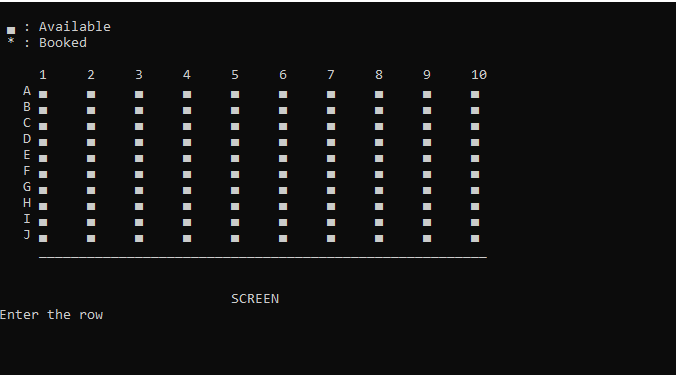 ▄ : Available
* : Booked
1 2 3 4 5 6 7 8 9 10
A ▄ ▄ ▄ ▄ ▄ ▄ ▄ ▄ ▄ ▄
B ▄ ▄ ▄ ▄ ▄ ▄ ▄ ▄ ▄ ▄
C ▄ ▄ ▄ ▄ ▄ ▄ ▄ ▄ ▄ ▄
D ▄ ▄ ▄ ▄ ▄ ▄ ▄ ▄ ▄ ▄
E ▄ ▄ ▄ ▄ ▄ ▄ ▄ ▄ ▄ ▄
F ▄ ▄ ▄ ▄ ▄ ▄ ▄ ▄ ▄ ▄
G ▄ ▄ ▄ ▄ ▄ ▄ ▄ ▄ ▄ ▄
H ▄ ▄ ▄ ▄ ▄ ▄ ▄ ▄ ▄ ▄
I ▄ ▄ ▄ ▄ ▄ ▄ ▄ ▄ ▄ ▄
J ▄ ▄ ▄ ▄ ▄ ▄ ▄ ▄ ▄ ▄
SCREEN
Enter the row